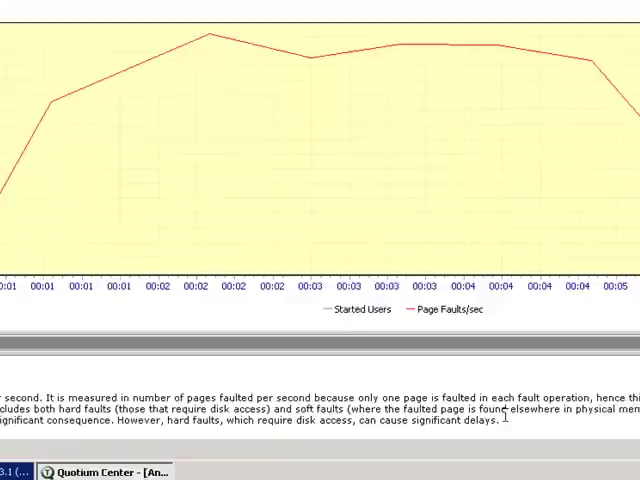 0:01 00:01 00:01 00:01 00:02 00:02 00:02 00:02 00:03 00:03 00:03 00:03 00:04 00:04 00:04 00:04 00:05
Started Users Page Faults/sec
r second. It is measured in number of pages faulted per second because only one page is faulted in each fault operation, hence thi
cludes both hard faults (those that require disk access) and soft faults (where the faulted page is found elsewhere in physical mem
ignificant consequence. However, hard faults, which require disk access, can cause significant delays.
3.1 (... Quotium Center - [An...